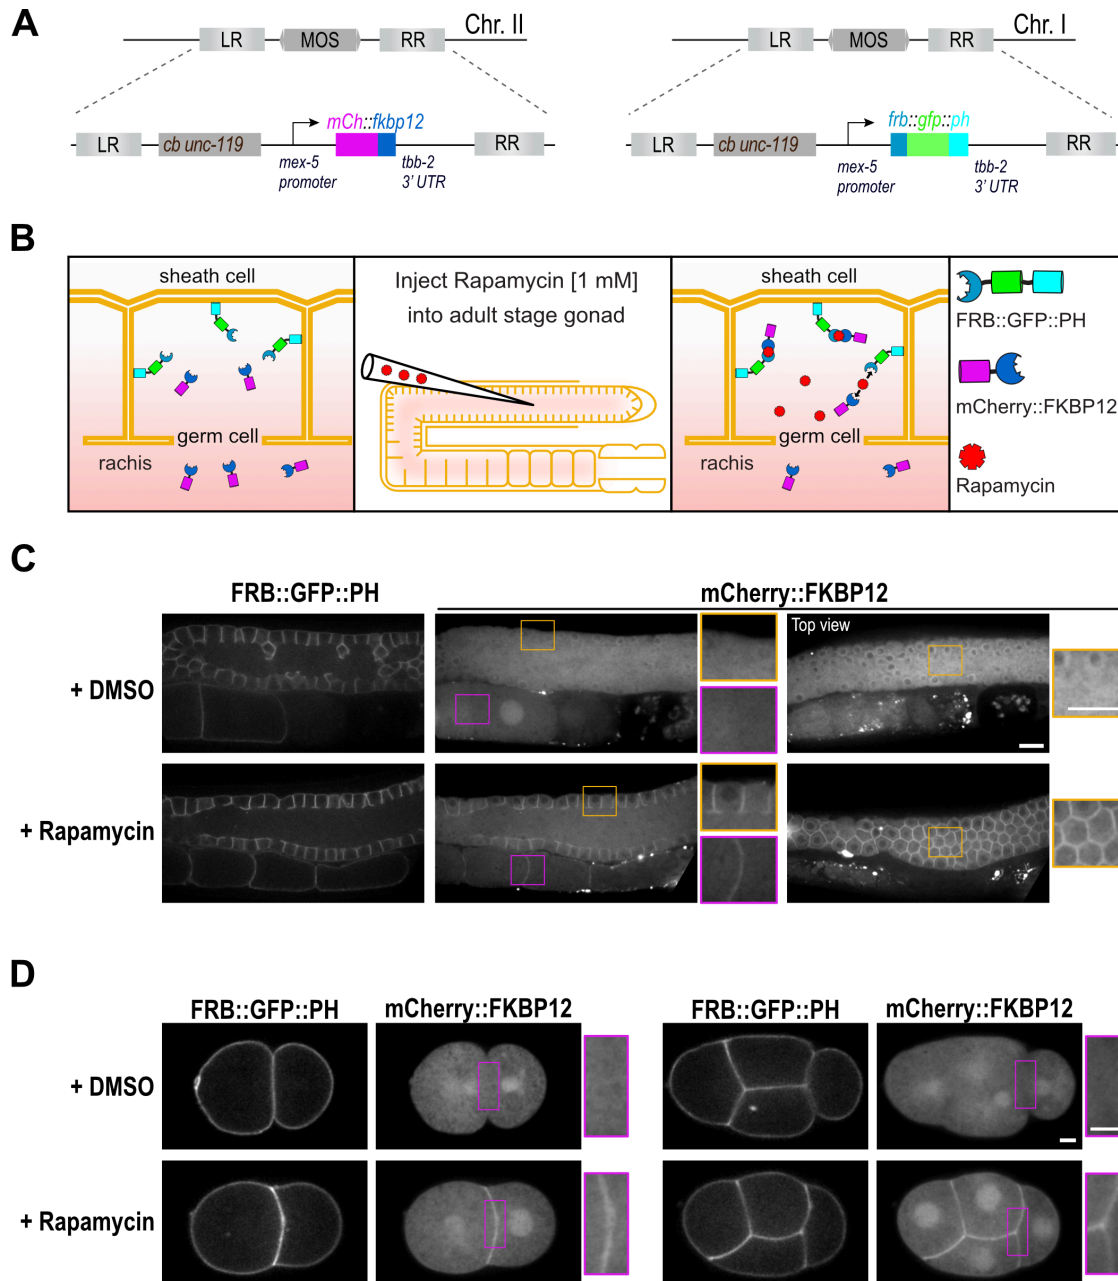 A
LR
MOS
RR
Chr. II
LR
MOS
RR
Chr. I
LR
cb unc-119
mCh::fkbp12
RR
mex-5
promoter
tbb-2
3' UTR
LR
cb unc-119
frb::gfp::ph
RR
mex-5
promoter
tbb-2
3' UTR
B
sheath cell
germ cell
rachis
Inject Rapamycin [1 mM]
into adult stage gonad
sheath cell
germ cell
rachis
FRB::GFP::PH
mCherry::FKBP12
Rapamycin
C
FRB::GFP::PH
mCherry::FKBP12
Top view
+ DMSO
+ Rapamycin
D
FRB::GFP::PH
mCherry::FKBP12
FRB::GFP::PH
mCherry::FKBP12
+ DMSO
+ Rapamycin